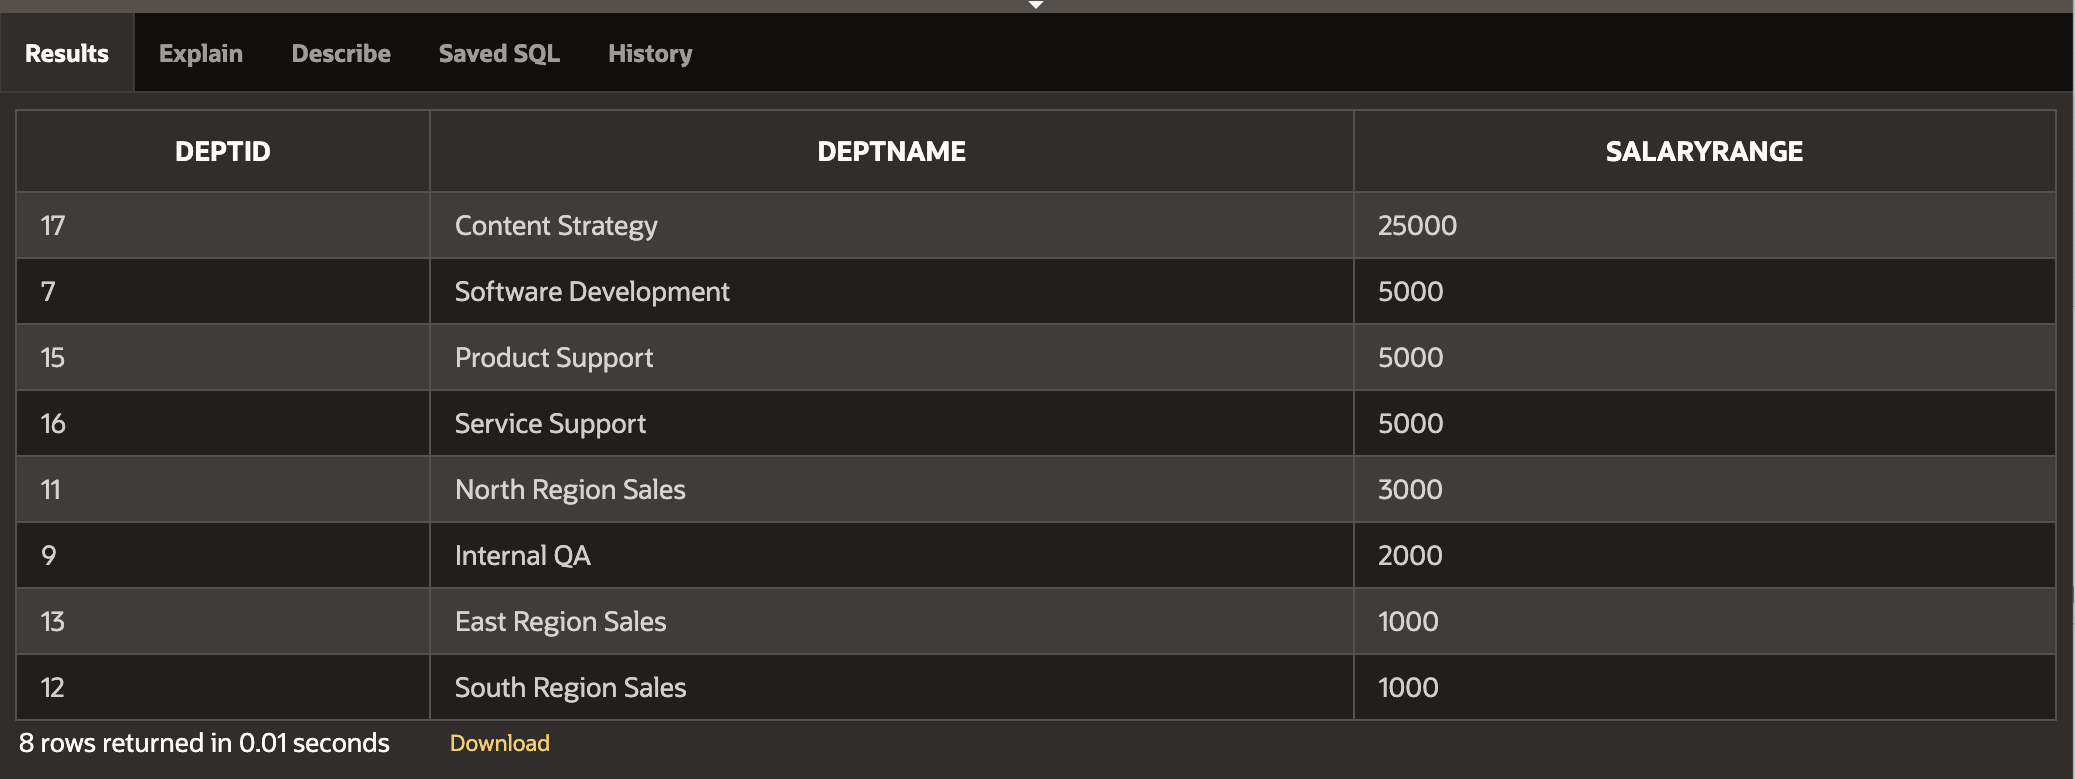 Results Explain Describe Saved SQL History
DEPTID DEPTNAME SALARYRANGE
17 Content Strategy 25000
7 Software Development 5000
15 Product Support 5000
16 Service Support 5000
11 North Region Sales 3000
9 Internal QA 2000
13 East Region Sales 1000
12 South Region Sales 1000
8 rows returned in 0.01 seconds Download